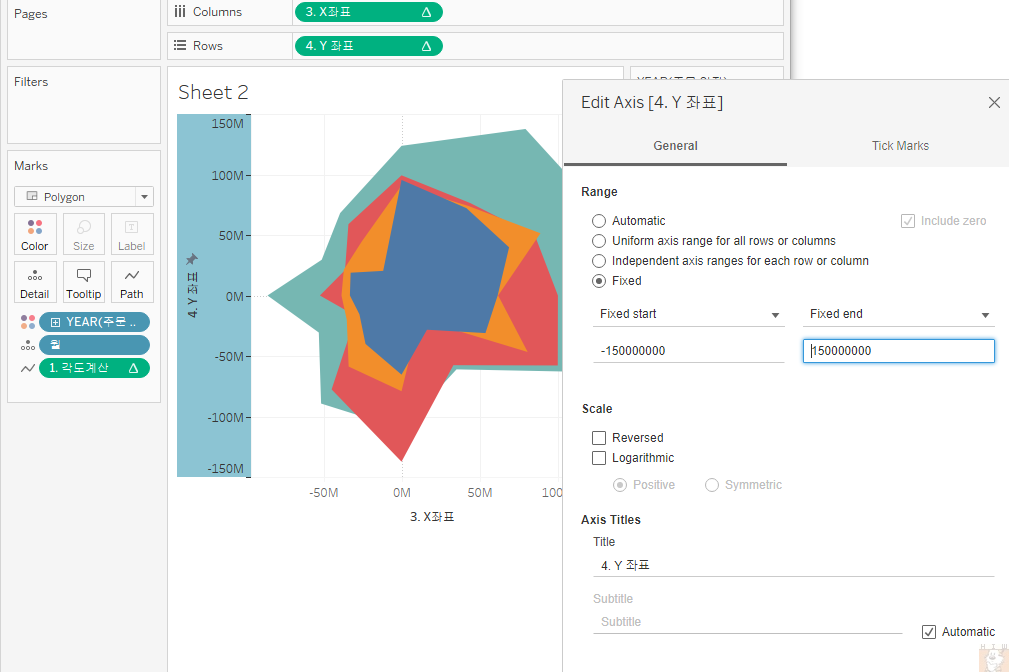 Pages
Columns
3. X좌표
Rows
4. Y 좌표
Filters
Marks
Polygon
Color
Size
Label
Detail
Tooltip
Path
YEAR(주문 ..
월
1. 각도계산
Sheet 2
150M
100M
50M
0M
-50M
-100M
-150M
4. Y 좌표
-50M
0M
50M
100
3. X좌표
Edit Axis [4. Y 좌표]
General
Tick Marks
Range
Automatic
Include zero
Uniform axis range for all rows or columns
Independent axis ranges for each row or column
Fixed
Fixed start
Fixed end
-150000000
150000000
Scale
Reversed
Logarithmic
Positive
Symmetric
Axis Titles
Title
4. Y 좌표
Subtitle
Subtitle
Automatic